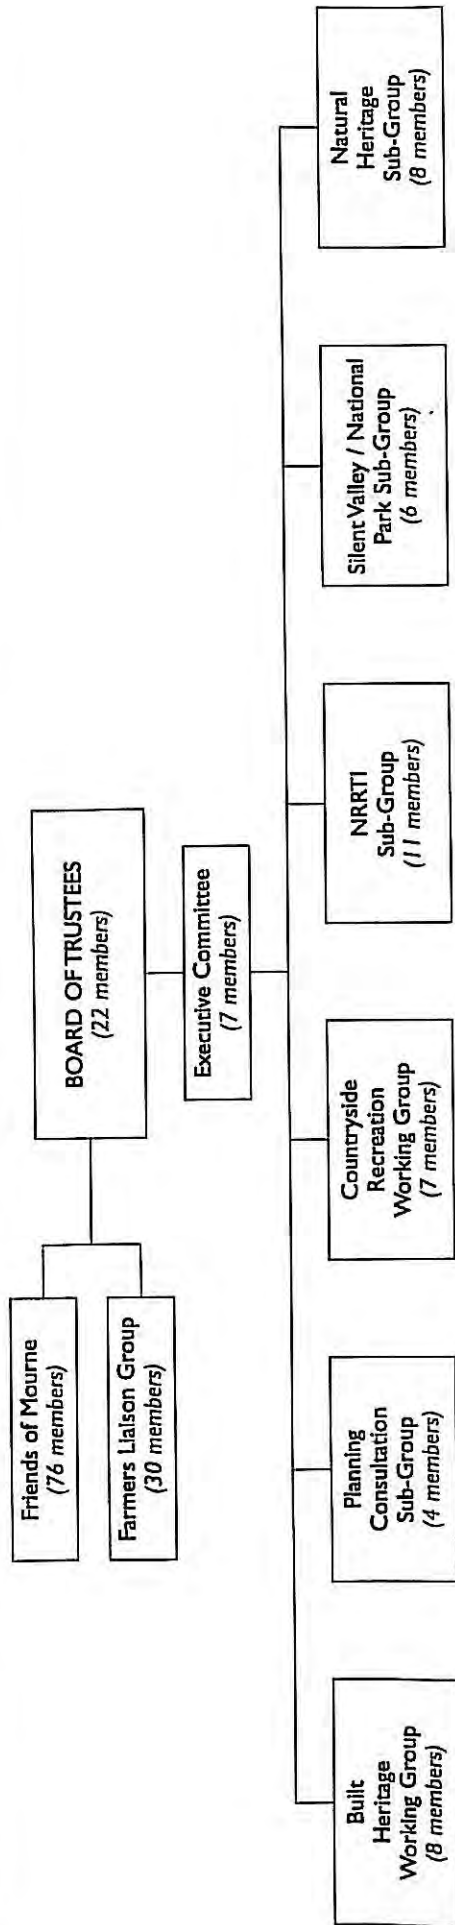 Friends of Mourne
(76 members)
Farmers Liaison Group
(30 members)
BOARD OF TRUSTEES
(22 members)
Executive Committee
(7 members)
Built
Heritage
Working Group
(8 members)
Planning
Consultation
Sub-Group
(4 members)
Countryside
Recreation
Working Group
(7 members)
NRRTI
Sub-Group
(11 members)
Silent Valley / National
Park Sub-Group
(6 members)
Natural
Heritage
Sub-Group
(8 members)